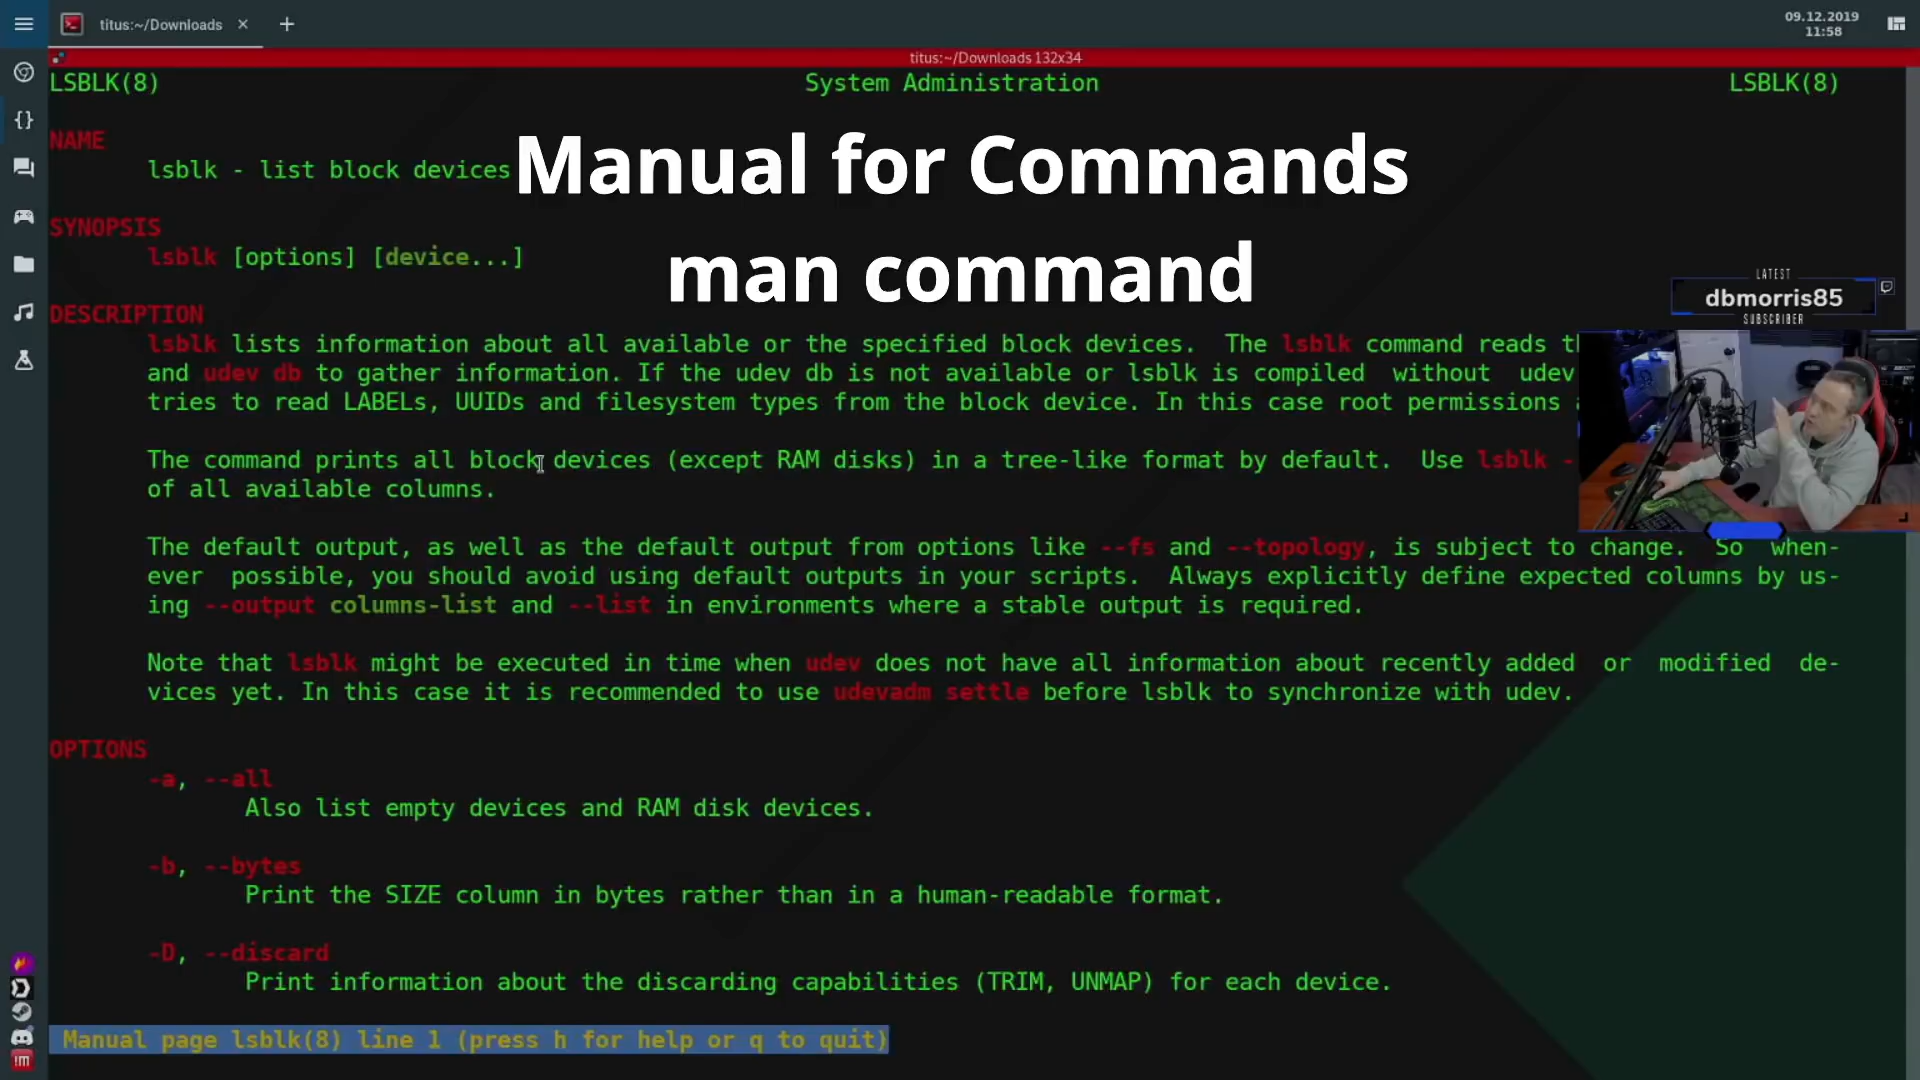 titus:~/Downloads
09.12.2019
11:58
titus:~/Downloads 132x34
LSBLK(8) System Administration LSBLK(8)
Manual for Commands
man command
NAME
lsblk - list block devices
SYNOPSIS
lsblk [options] [device...]
LATEST
dbmorris85
SUBSCRIBER
DESCRIPTION
lsblk lists information about all available or the specified block devices. The lsblk command reads
and udev db to gather information. If the udev db is not available or lsblk is compiled without udev
tries to read LABELs, UUIDs and filesystem types from the block device. In this case root permissions
The command prints all block devices (except RAM disks) in a tree-like format by default. Use lsblk -
of all available columns.
The default output, as well as the default output from options like --fs and --topology, is subject to change. So when-
ever possible, you should avoid using default outputs in your scripts. Always explicitly define expected columns by us-
ing --output columns-list and --list in environments where a stable output is required.
Note that lsblk might be executed in time when udev does not have all information about recently added or modified de-
vices yet. In this case it is recommended to use udevadm settle before lsblk to synchronize with udev.
OPTIONS
-a, --all
Also list empty devices and RAM disk devices.
-b, --bytes
Print the SIZE column in bytes rather than in a human-readable format.
-D, --discard
Print information about the discarding capabilities (TRIM, UNMAP) for each device.
Manual page lsblk(8) line 1 (press h for help or q to quit)